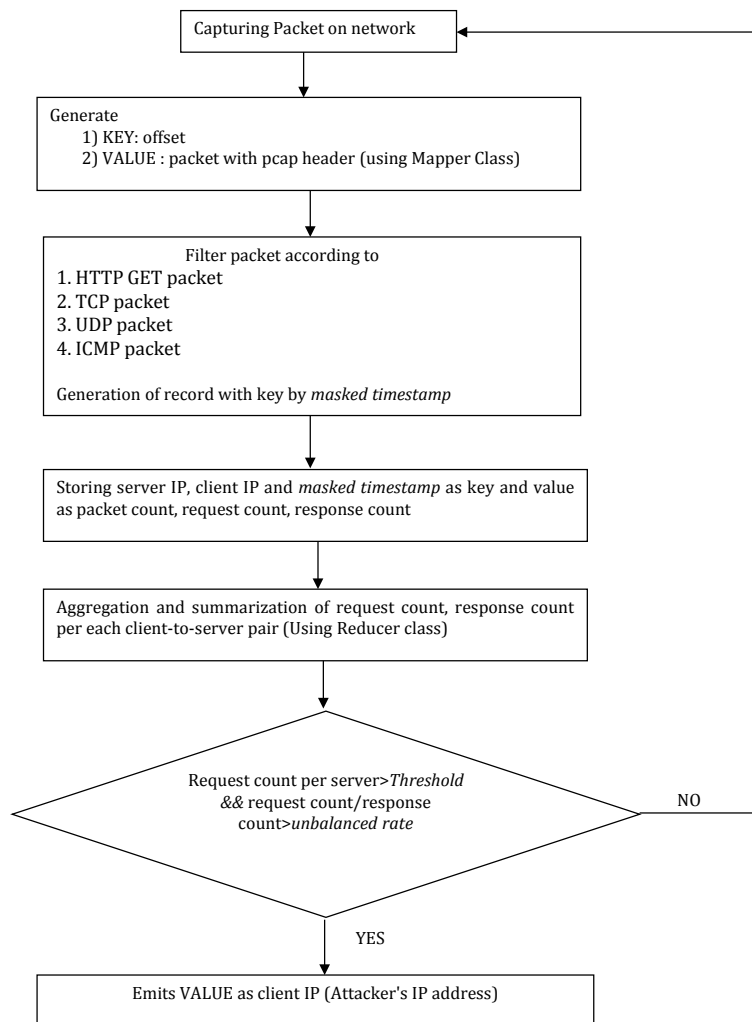 Capturing Packet on network
Generate
1) KEY: offset
2) VALUE : packet with pcap header (using Mapper Class)
Filter packet according to
1. HTTP GET packet
2. TCP packet
3. UDP packet
4. ICMP packet
Generation of record with key by masked timestamp
Storing server IP, client IP and masked timestamp as key and value
as packet count, request count, response count
Aggregation and summarization of request count, response count
per each client-to-server pair (Using Reducer class)
Request count per server>Threshold
&& request count/response
count>unbalanced rate
NO
YES
Emits VALUE as client IP (Attacker's IP address)